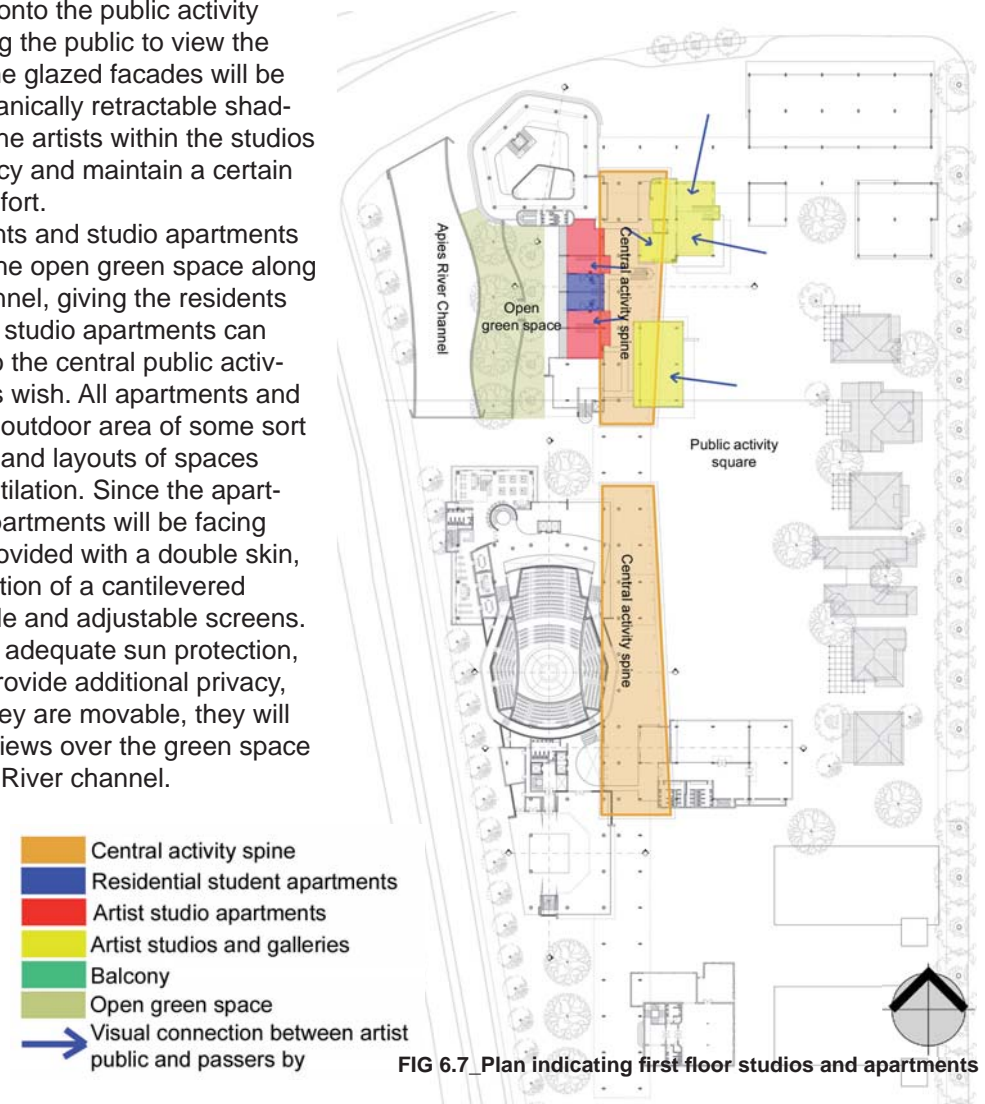 onto the public activity
g the public to view the
ne glazed facades will be
anically retractable shad-
he artists within the studios
cy and maintain a certain
fort.
nts and studio apartments
he open green space along
nnel, giving the residents
studio apartments can
o the central public activ-
s wish. All apartments and
outdoor area of some sort
and layouts of spaces
tilation. Since the apart-
partments will be facing
ovided with a double skin,
tion of a cantilevered
le and adjustable screens.
adequate sun protection,
rovide additional privacy,
ey are movable, they will
iews over the green space
River channel.
Apies River Channel
Open
green space
Central activity spine
Public activity
square
Central activity spine
Central activity spine
Residential student apartments
Artist studio apartments
Artist studios and galleries
Balcony
Open green space
Visual connection between artist
public and passers by
FIG 6.7_Plan indicating first floor studios and apartments